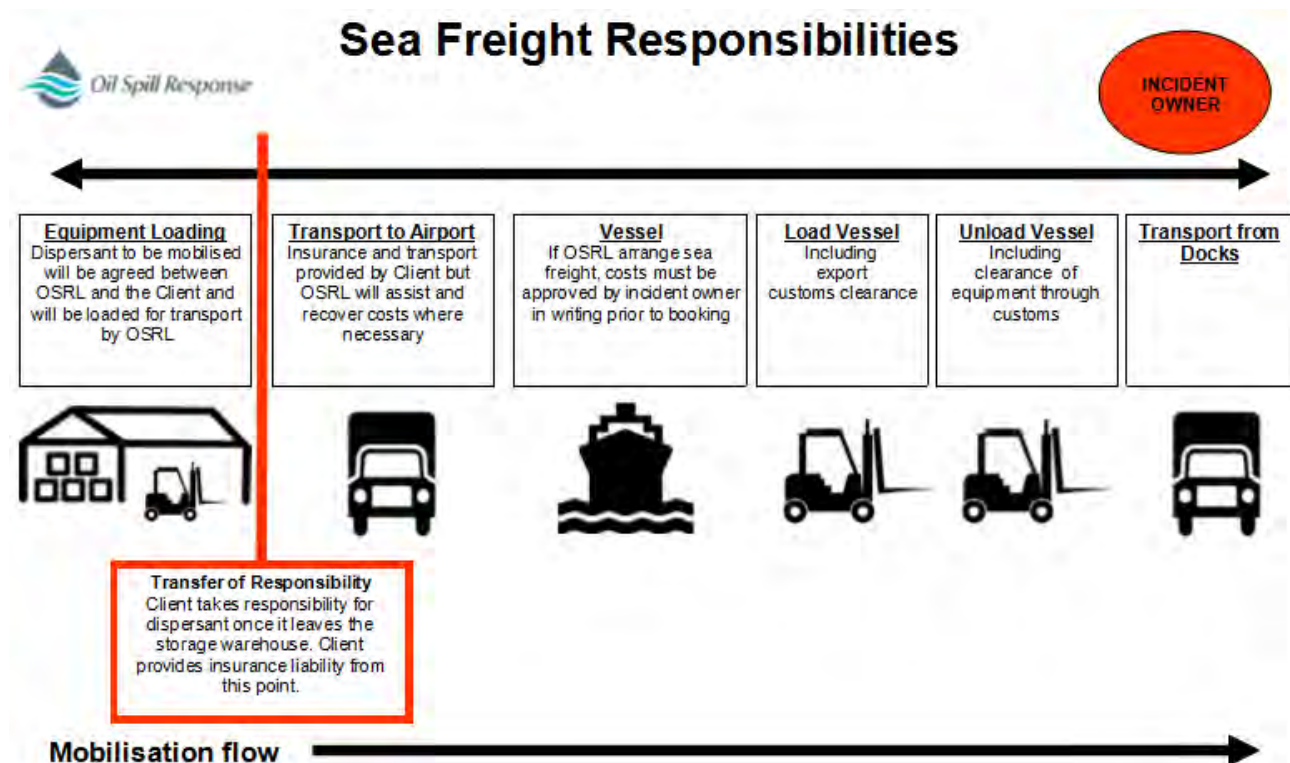 Sea Freight Responsibilities
Oil Spill Response
INCIDENT
OWNER
Equipment Loading
Dispersant to be mobilised
will be agreed between
OSRL and the Client and
will be loaded for transport
by OSRL
Transport to Airport
Insurance and transport
provided by Client but
OSRL will assist and
recover costs where
necessary
Vessel
If OSRL arrange sea
freight, costs must be
approved by incident owner
in writing prior to booking
Load Vessel
Including
export
customs clearance
Unload Vessel
Including
clearance of
equipment through
customs
Transport from
Docks
Transfer of Responsibility
Client takes responsibility for
dispersant once it leaves the
storage warehouse. Client
provides insurance liability from
this point.
Mobilisation flow